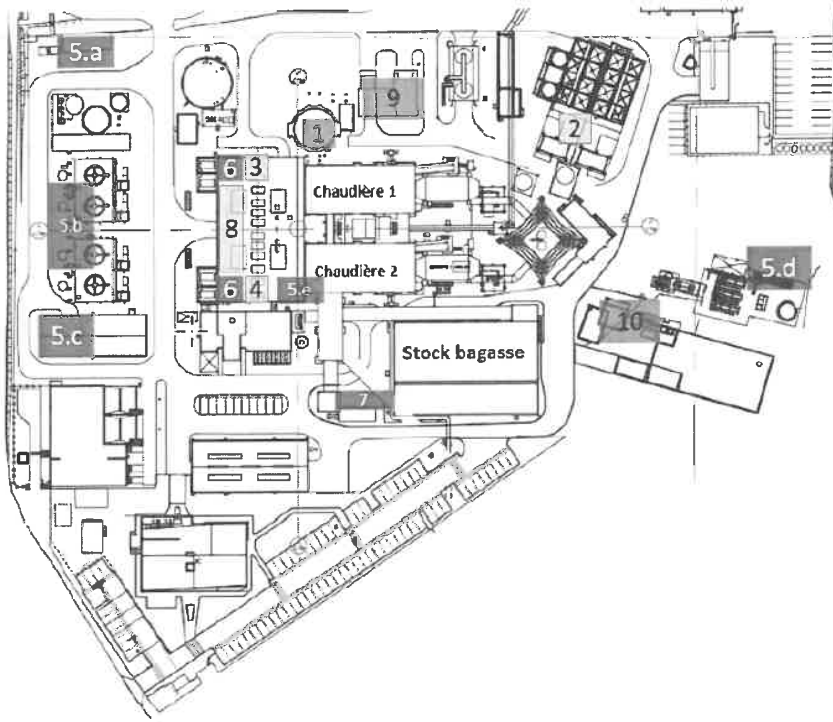 5.a
9
1
2
6 3
Chaudière 1
5.b
8
Chaudière 2
5.d
6 4
5.e
5.c
10
Stock bagasse
7